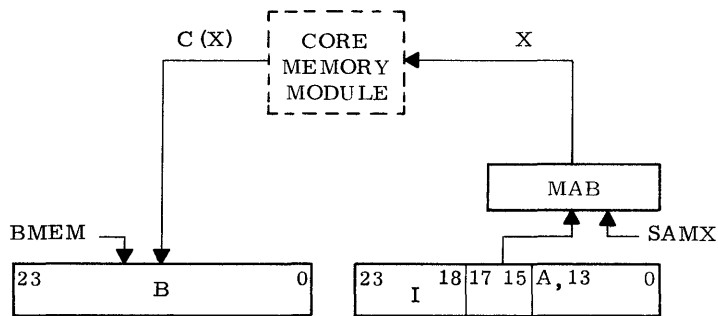 C(X)
CORE
MEMORY
MODULE
X
MAB
BMEM
SAMX
23 B 0
23 I 18 17 15 A, 13 0